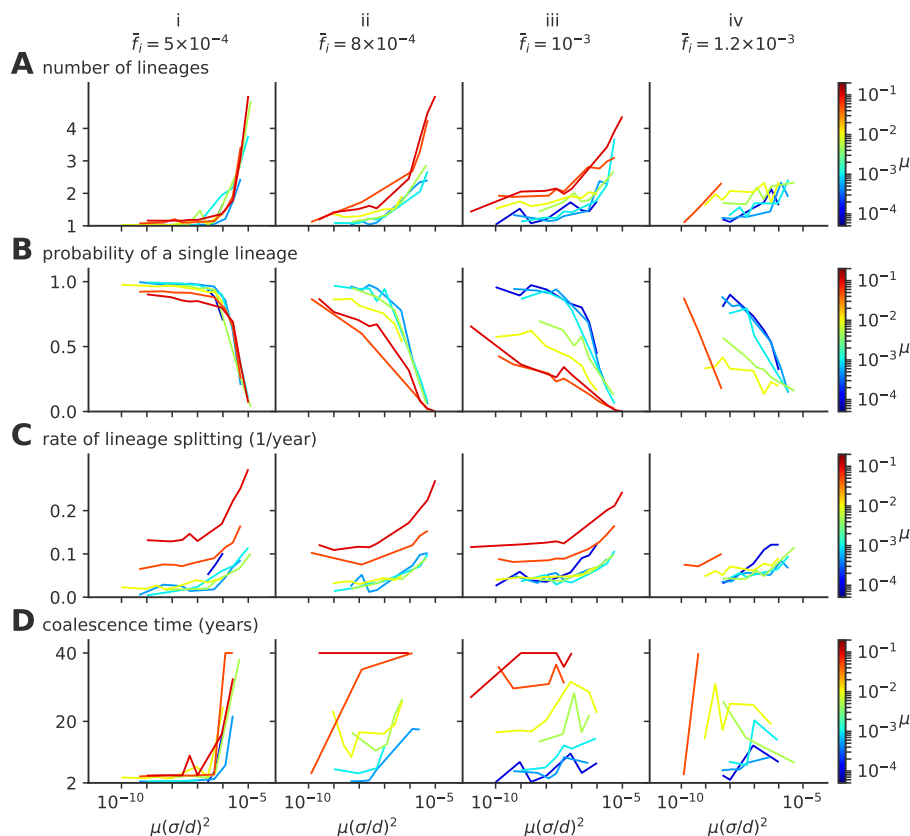 i ii iii iv
f̄ᵢ = 5×10⁻⁴ f̄ᵢ = 8×10⁻⁴ f̄ᵢ = 10⁻³ f̄ᵢ = 1.2×10⁻³
A number of lineages
4
3
2
1
10⁻¹
10⁻²
10⁻³
10⁻⁴
μ
B probability of a single lineage
1.0
0.5
0.0
10⁻¹
10⁻²
10⁻³
10⁻⁴
μ
C rate of lineage splitting (1/year)
0.2
0.1
0.0
10⁻¹
10⁻²
10⁻³
10⁻⁴
μ
D coalescence time (years)
40
20
2
10⁻¹
10⁻²
10⁻³
10⁻⁴
μ
10⁻¹⁰ 10⁻⁵ 10⁻¹⁰ 10⁻⁵ 10⁻¹⁰ 10⁻⁵ 10⁻¹⁰ 10⁻⁵
μ(σ/d)² μ(σ/d)² μ(σ/d)² μ(σ/d)²